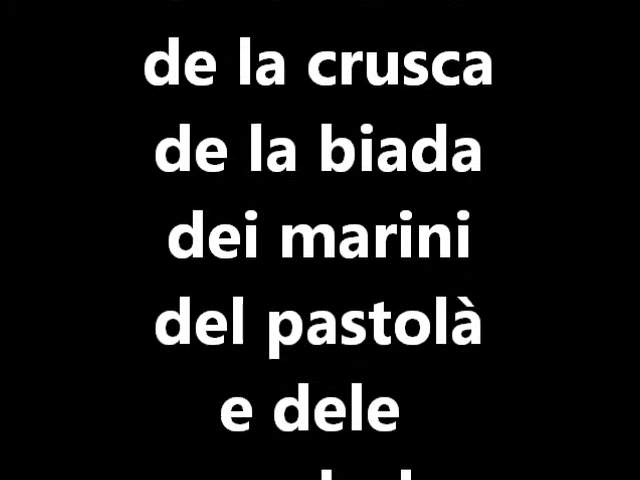 de la crusca
de la biada
dei marini
del pastolà
e dele